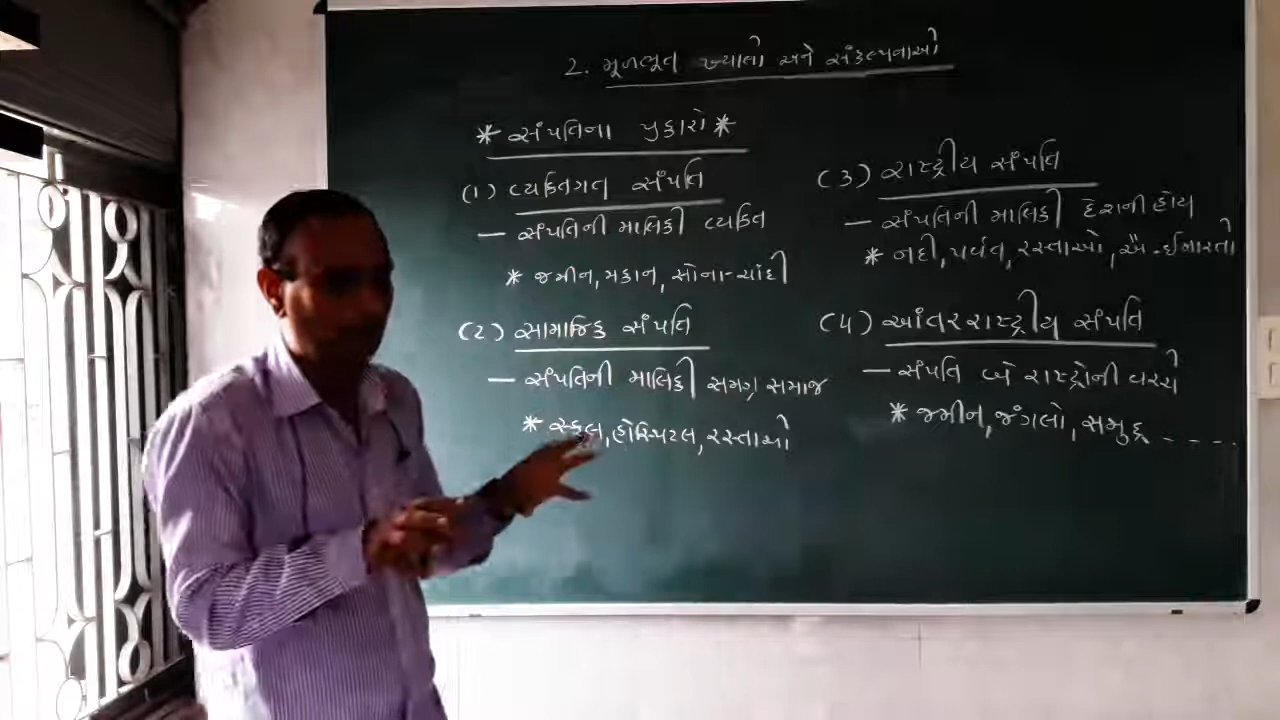 2. મૂળભૂત ખ્યાલો અને સંકલ્પનાઓ
* સંપતિના પ્રકારો *
(1) વ્યકિતગત સંપતિ
— સંપતિની માલિકી વ્યકિત
* જમીન, મકાન, સોના-ચાંદી
(2) સામાજિક સંપતિ
— સંપતિની માલિકી સમગ્ર સમાજ
* સ્કૂલ, હોસ્પિટલ, રસ્તાઓ
(3) રાષ્ટ્રીય સંપતિ
— સંપતિની માલિકી દેશની હોય
* નદી, પર્વત, રસ્તાઓ, ઐ.ઈમારતો
(4) આંતરરાષ્ટ્રીય સંપતિ
— સંપતિ બે રાષ્ટ્રોની વચ્ચે
* જમીન, જંગલો, સમુદ્ર - - - -